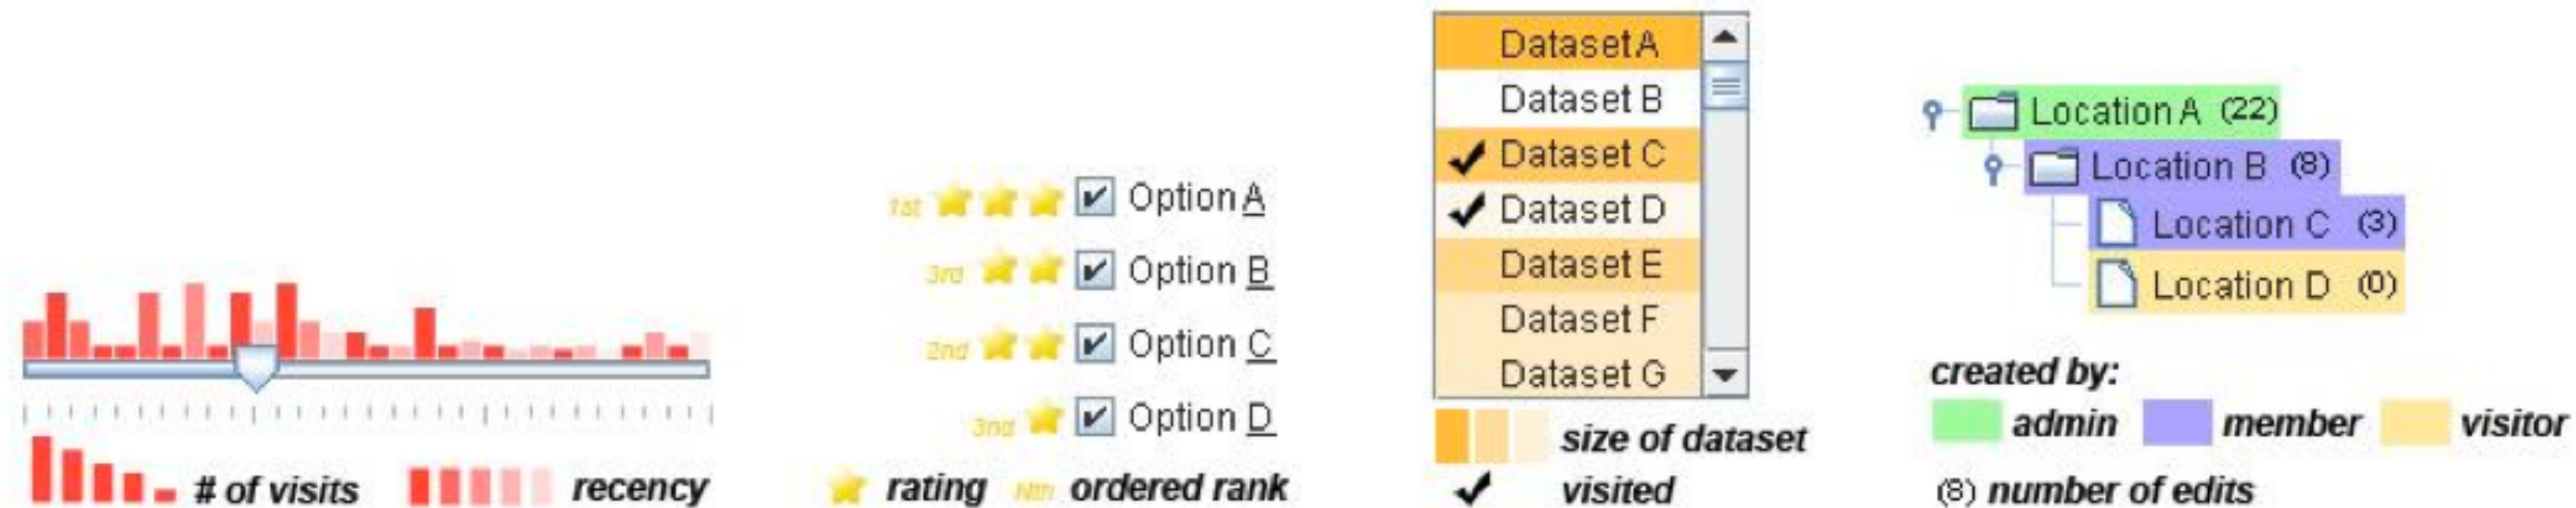 # of visits
recency
1st Option A
3rd Option B
2nd Option C
3nd Option D
rating Nth ordered rank
Dataset A
Dataset B
Dataset C
Dataset D
Dataset E
Dataset F
Dataset G
size of dataset
visited
Location A (22)
Location B (8)
Location C (3)
Location D (0)
created by:
admin member visitor
(8) number of edits